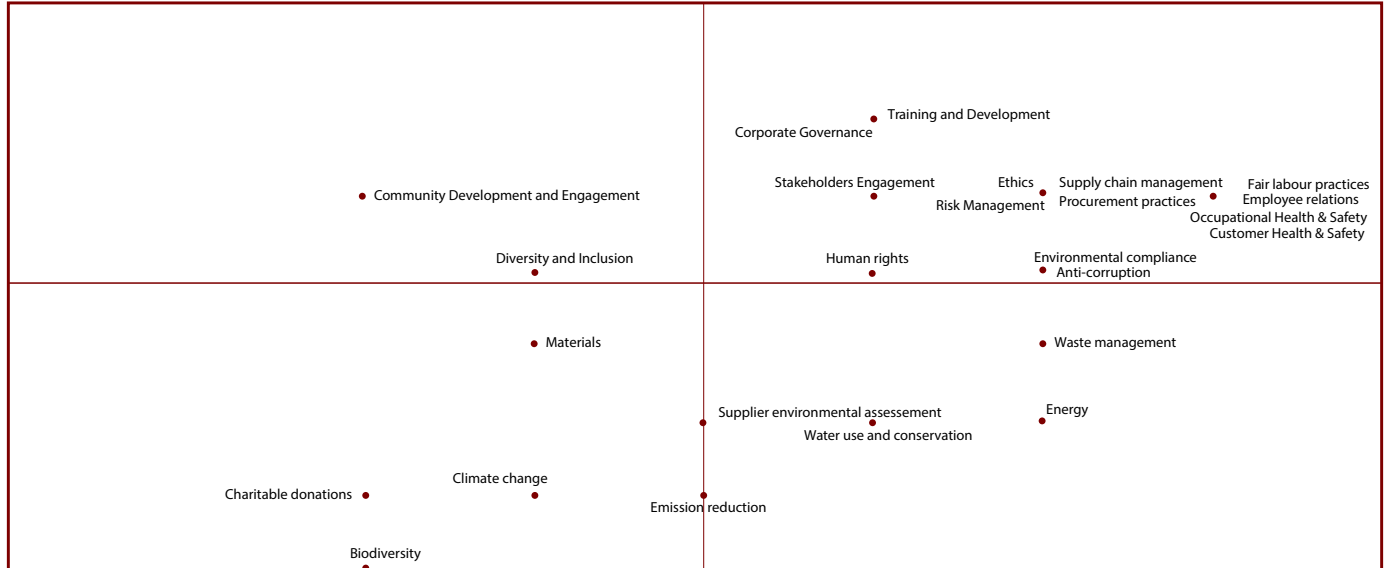 Training and Development
Corporate Governance
Community Development and Engagement
Stakeholders Engagement
Ethics
Risk Management
Supply chain management
Procurement practices
Fair labour practices
Employee relations
Occupational Health & Safety
Customer Health & Safety
Diversity and Inclusion
Human rights
Environmental compliance
Anti-corruption
Materials
Waste management
Supplier environmental assessement
Water use and conservation
Energy
Charitable donations
Climate change
Emission reduction
Biodiversity